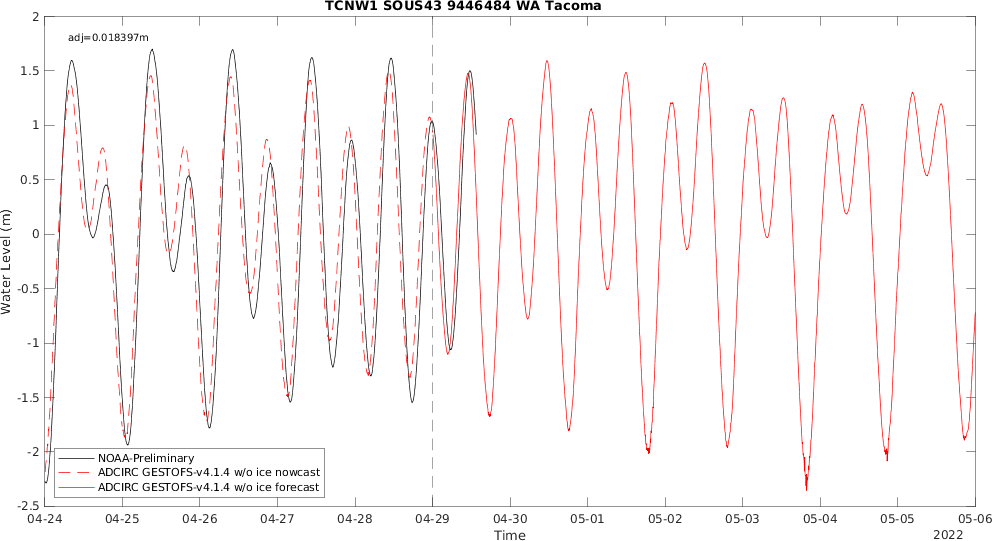 TCNW1 SOUS43 9446484 WA Tacoma
adj=0.018397m
2
1.5
1
0.5
0
-0.5
-1
-1.5
-2
-2.5
Water Level (m)
NOAA-Preliminary
ADCIRC GESTOFS-v4.1.4 w/o ice nowcast
ADCIRC GESTOFS-v4.1.4 w/o ice forecast
04-24 04-25 04-26 04-27 04-28 04-29 04-30 05-01 05-02 05-03 05-04 05-05 05-06
Time
2022